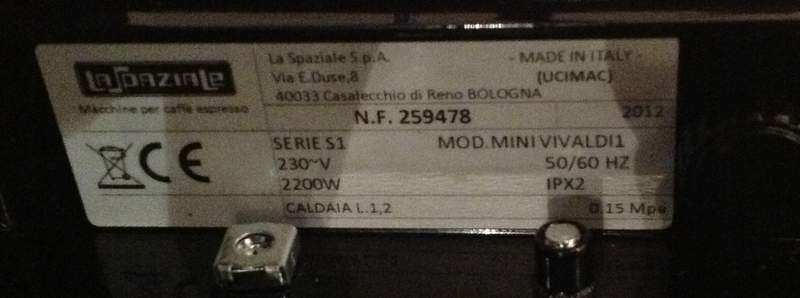 LaSpaziale
Macchine per caffè espresso
La Spaziale S.p.A.
Via E.Duse,8
40033 Casalecchio di Reno BOLOGNA
- MADE IN ITALY -
(UCIMAC)
N.F. 259478 2012
CE
SERIE S1 MOD.MINI VIVALDI1
230~V 50/60 HZ
2200W IPX2
CALDAIA L.1,2 0.15 Mpa